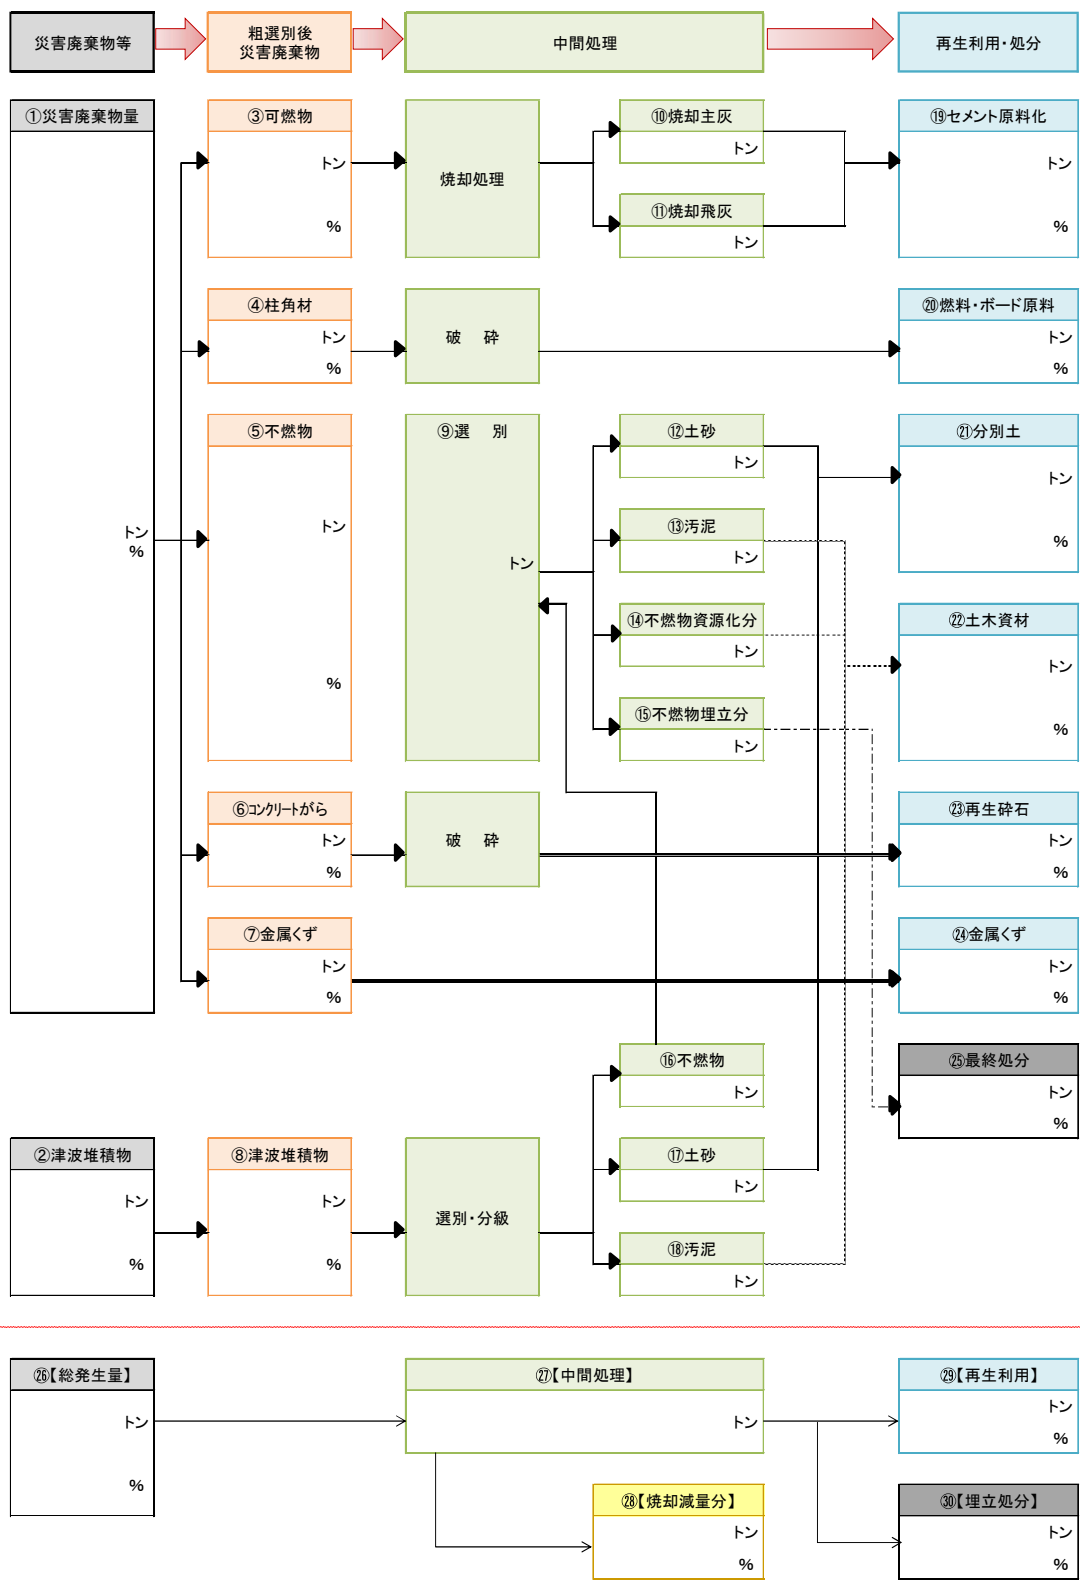 災害廃棄物等
粗選別後
災害廃棄物
中間処理
再生利用・処分
①災害廃棄物量
トン
%
③可燃物
トン
%
焼却処理
⑩焼却主灰
トン
⑪焼却飛灰
トン
⑲セメント原料化
トン
%
④柱角材
トン
%
破　砕
⑳燃料・ボード原料
トン
%
⑤不燃物
トン
%
⑨選　別
トン
⑫土砂
トン
⑬汚泥
トン
⑭不燃物資源化分
トン
⑮不燃物埋立分
トン
㉑分別土
トン
%
㉒土木資材
トン
%
⑥コンクリートがら
トン
%
破　砕
㉓再生砕石
トン
%
⑦金属くず
トン
%
㉔金属くず
トン
%
⑯不燃物
トン
㉕最終処分
トン
%
②津波堆積物
トン
%
⑧津波堆積物
トン
%
選別・分級
⑰土砂
トン
⑱汚泥
トン
㉖【総発生量】
トン
%
㉗【中間処理】
トン
㉙【再生利用】
トン
%
㉘【焼却減量分】
トン
%
㉚【埋立処分】
トン
%